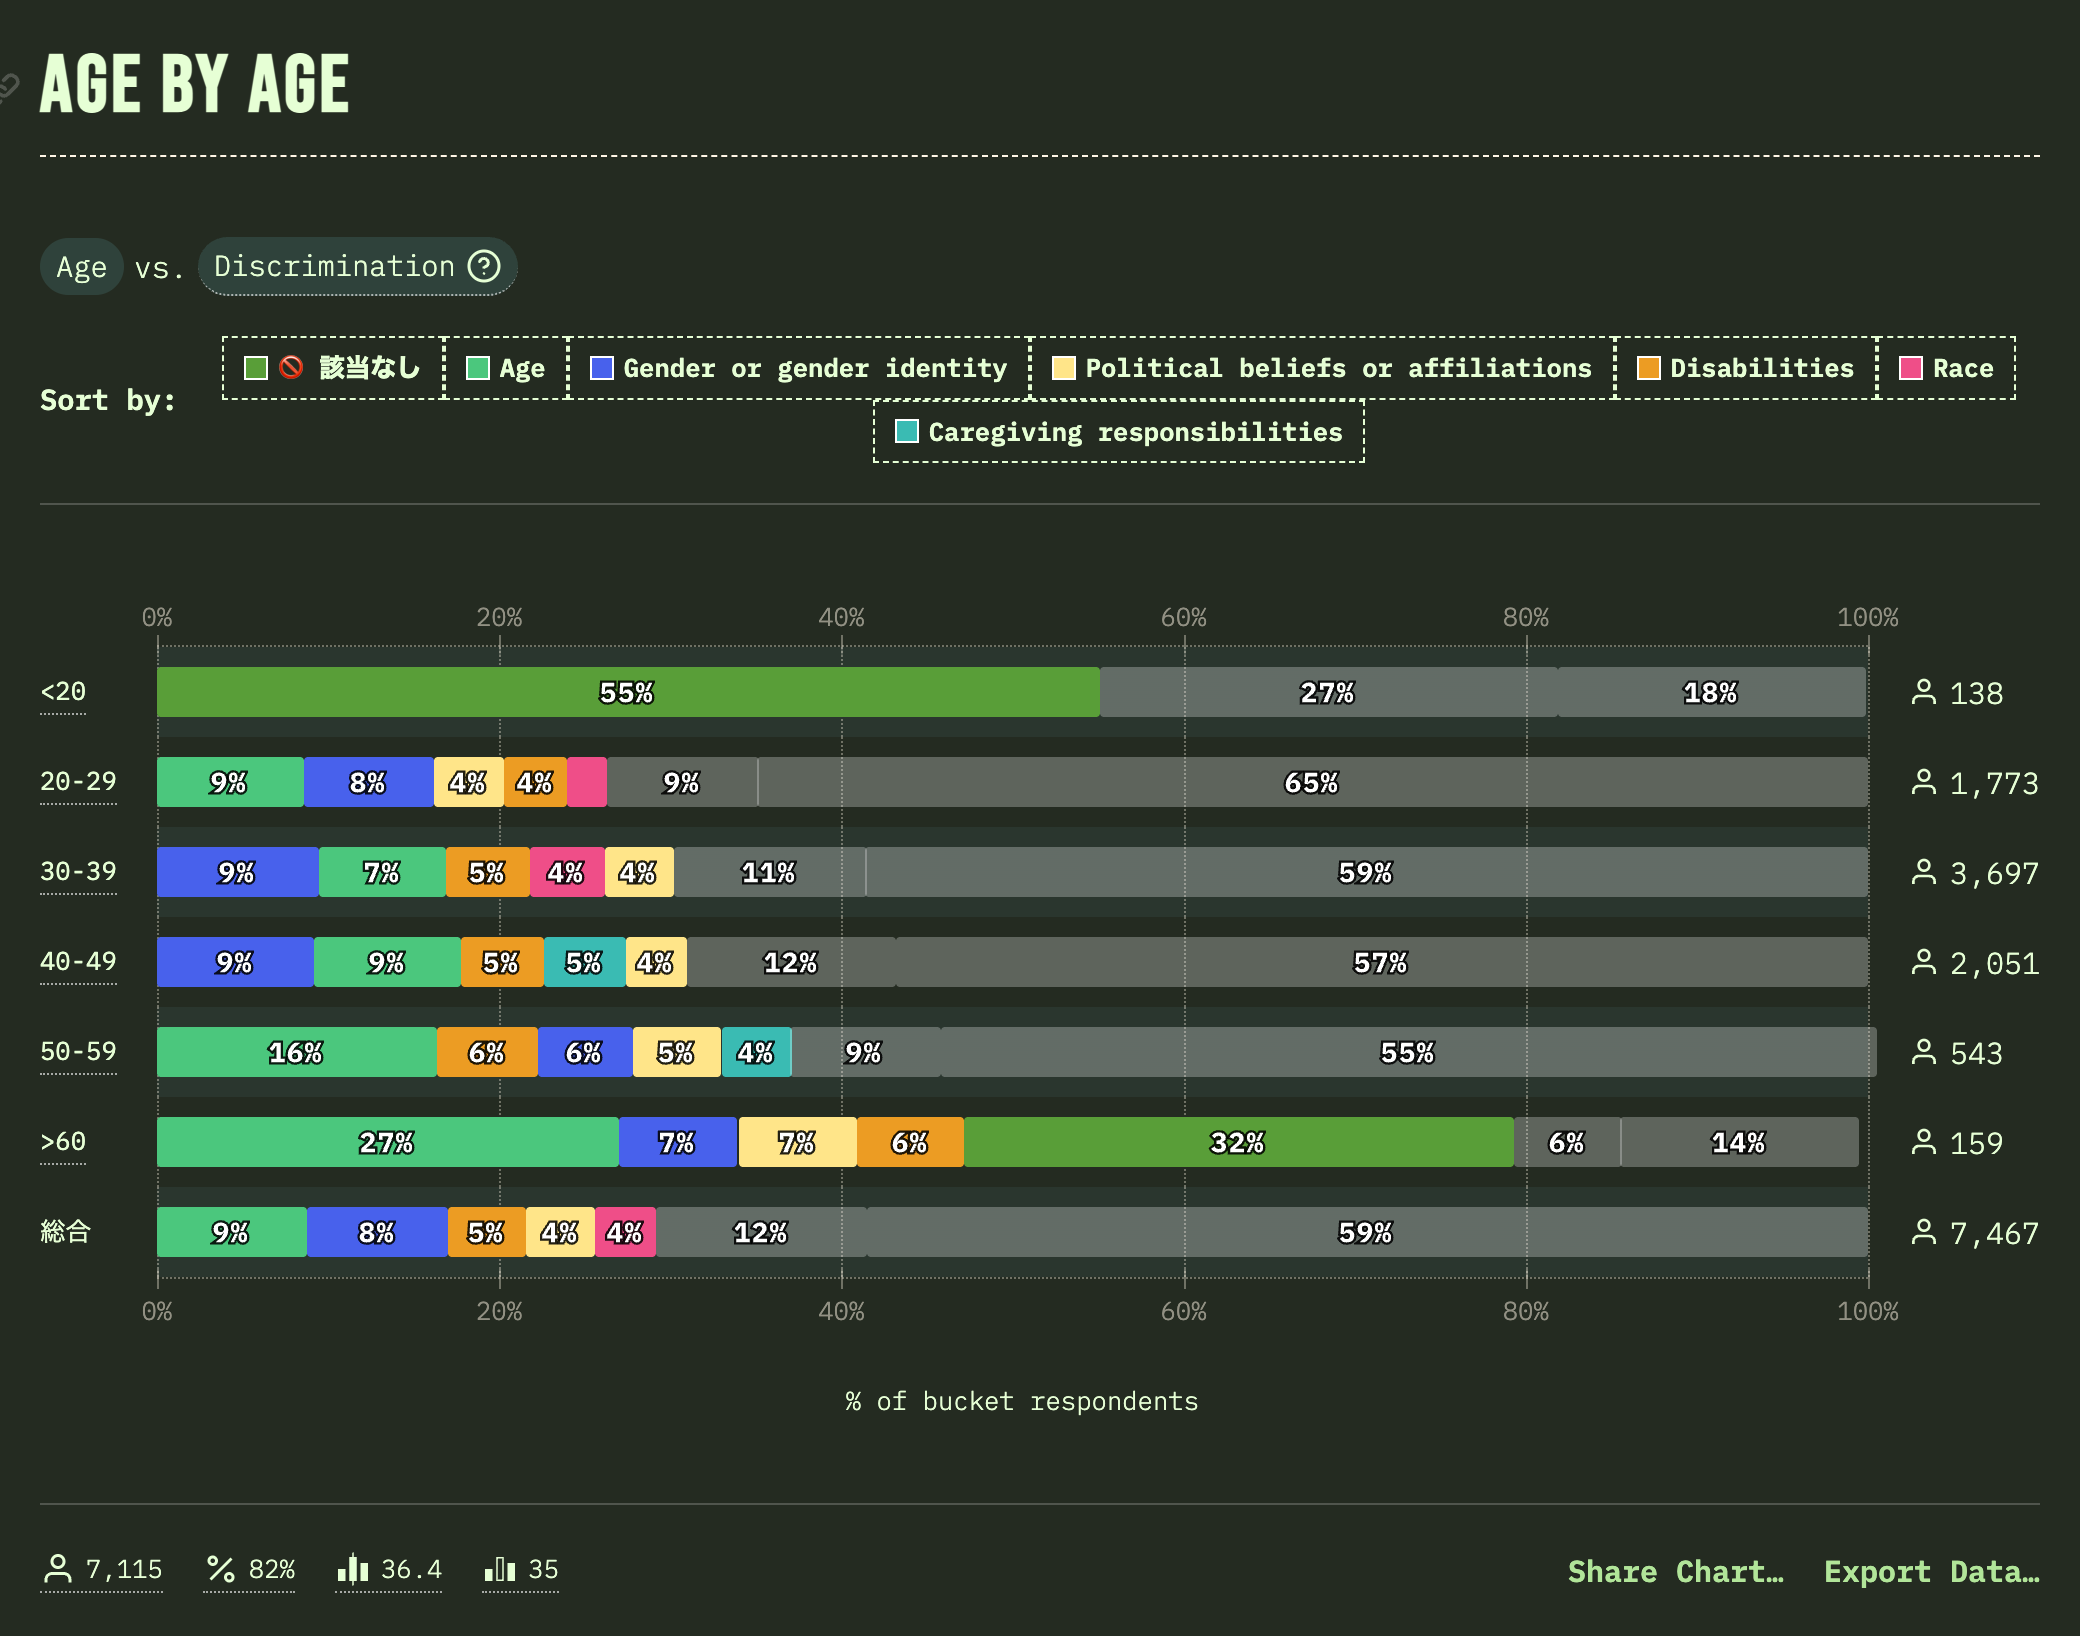 AGE BY AGE
Age vs. Discrimination ?
Sort by:
🚫 該当なし Age Gender or gender identity Political beliefs or affiliations Disabilities Race
Caregiving responsibilities
0% 20% 40% 60% 80% 100%
<20 55% 27% 18% 138
20-29 9% 8% 4% 4% 9% 65% 1,773
30-39 9% 7% 5% 4% 4% 11% 59% 3,697
40-49 9% 9% 5% 5% 4% 12% 57% 2,051
50-59 16% 6% 6% 5% 4% 9% 55% 543
>60 27% 7% 7% 6% 32% 6% 14% 159
総合 9% 8% 5% 4% 4% 12% 59% 7,467
0% 20% 40% 60% 80% 100%
% of bucket respondents
7,115 % 82% 36.4 35 Share Chart… Export Data…